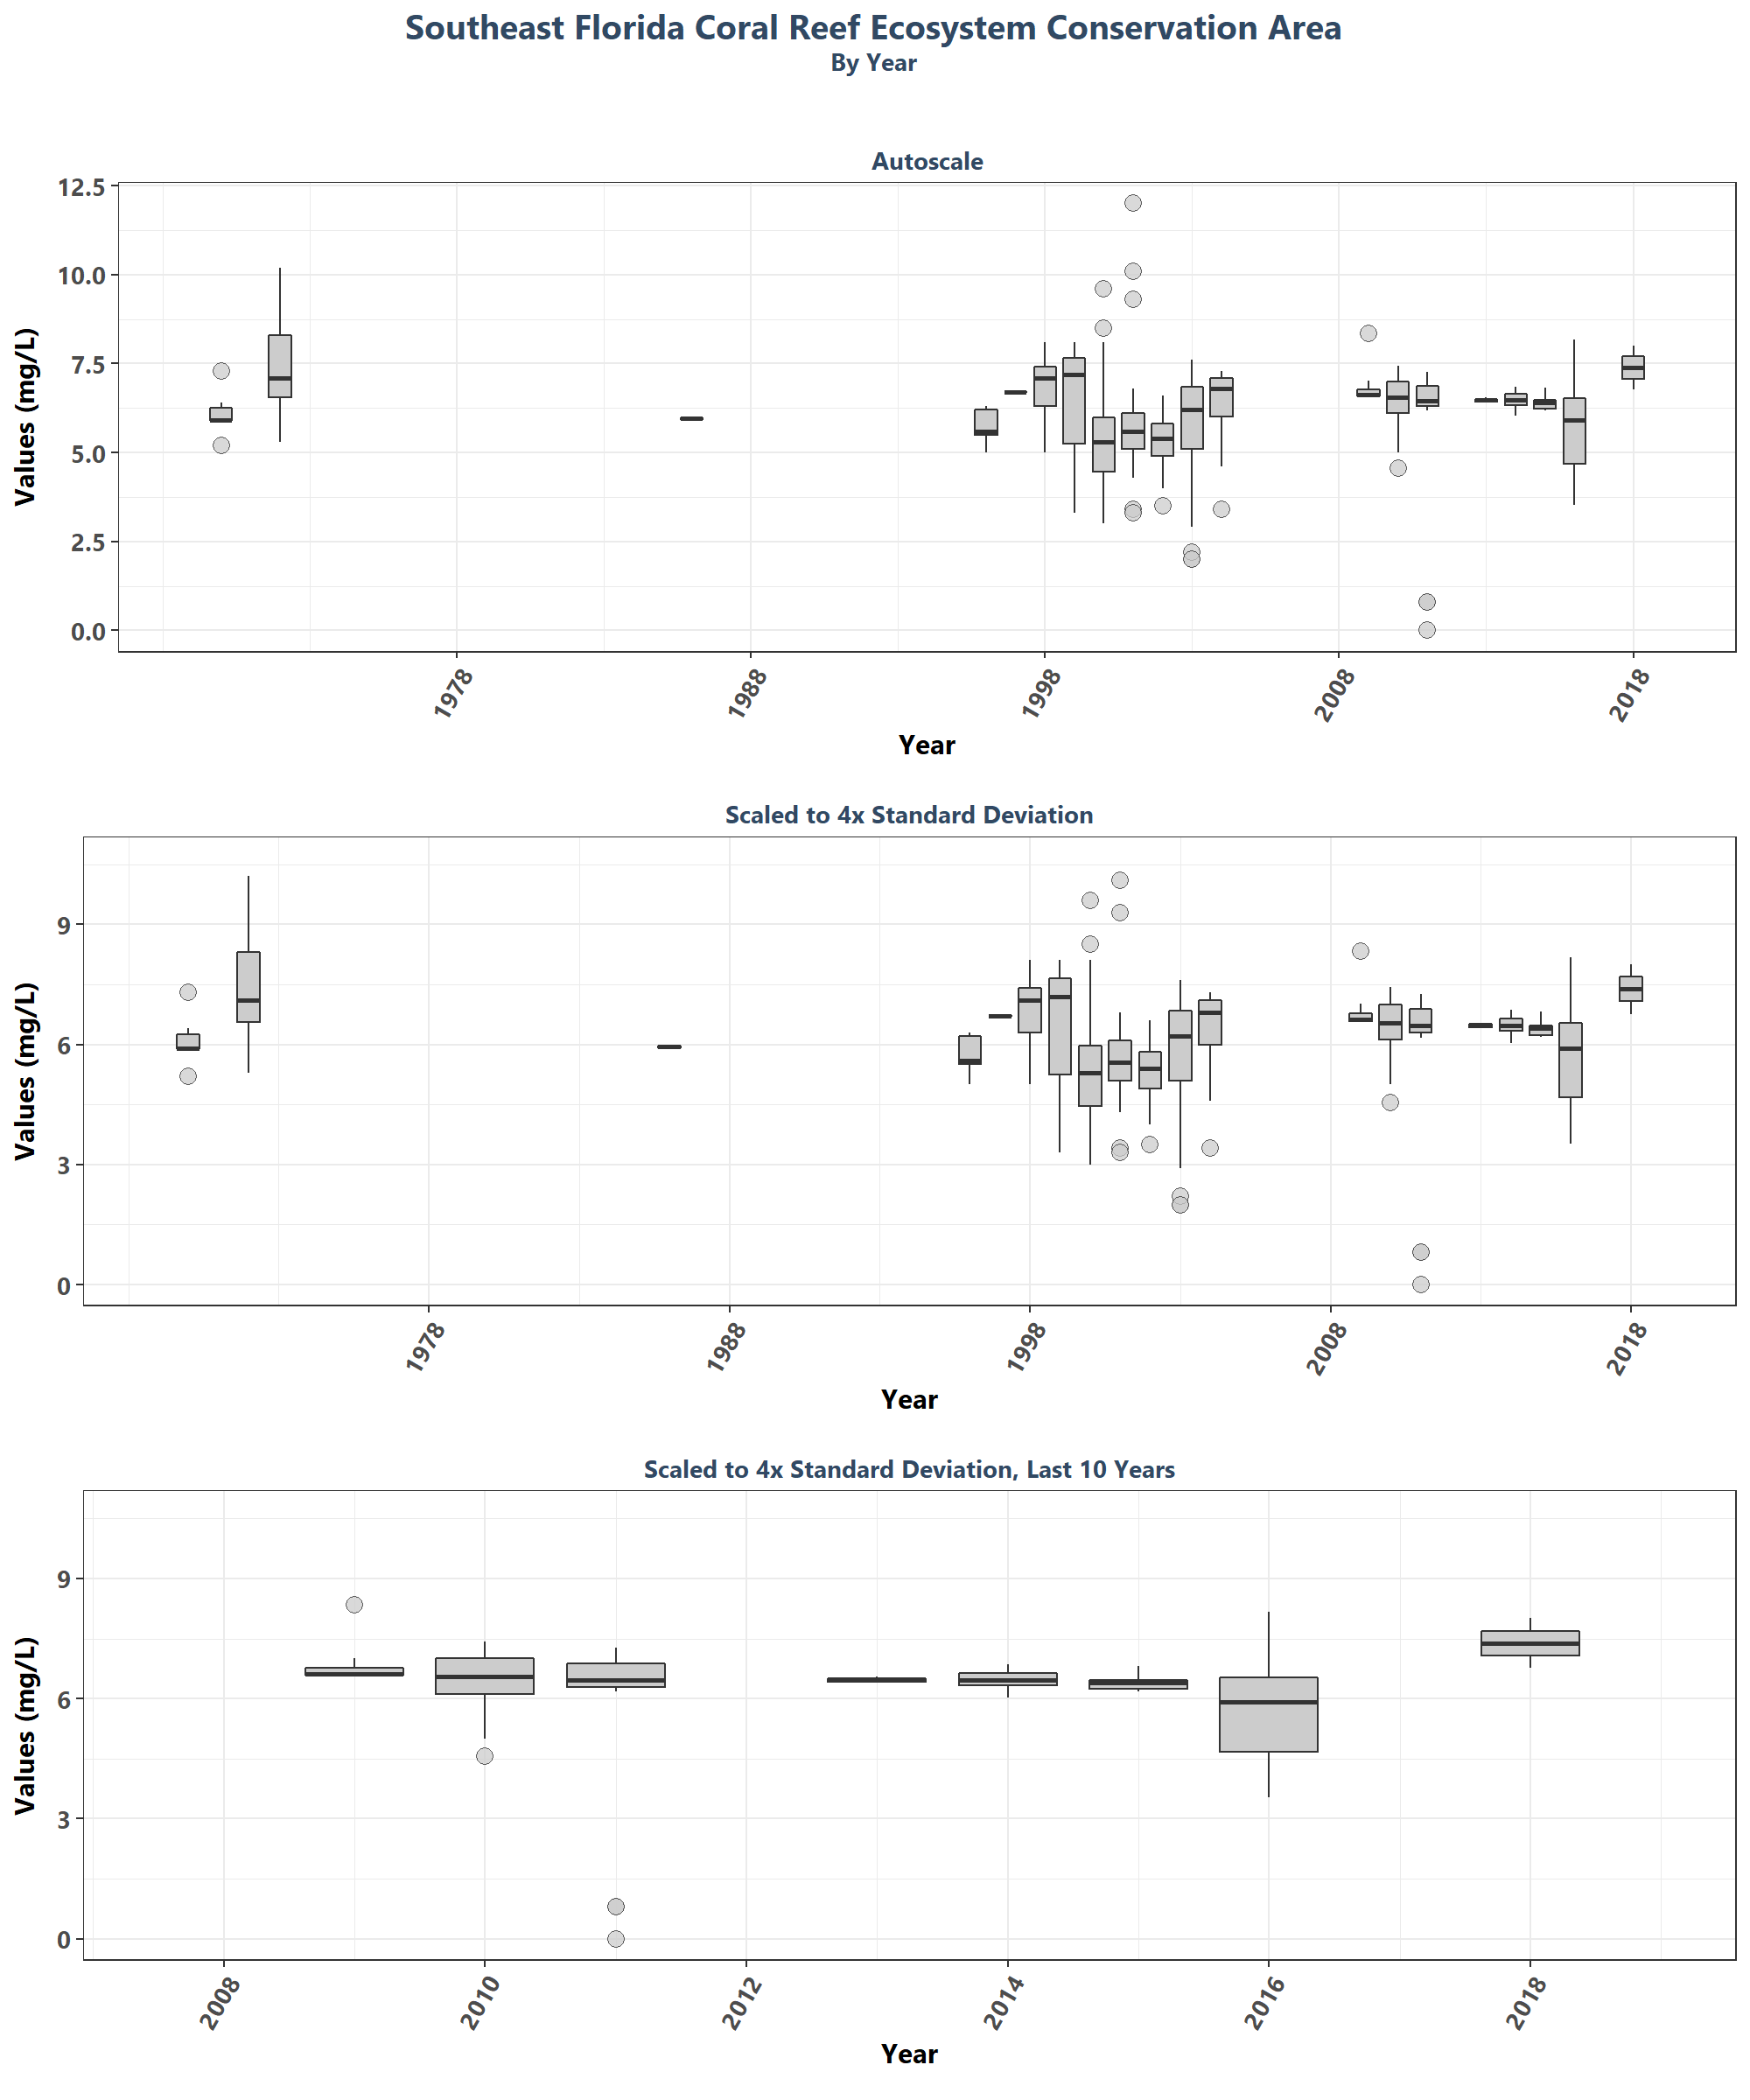 Southeast Florida Coral Reef Ecosystem Conservation Area
By Year
Autoscale
Values (mg/L)
12.5
10.0
7.5
5.0
2.5
0.0
1978 1988 1998 2008 2018
Year
Scaled to 4x Standard Deviation
Values (mg/L)
9
6
3
0
1978 1988 1998 2008 2018
Year
Scaled to 4x Standard Deviation, Last 10 Years
Values (mg/L)
9
6
3
0
2008 2010 2012 2014 2016 2018
Year